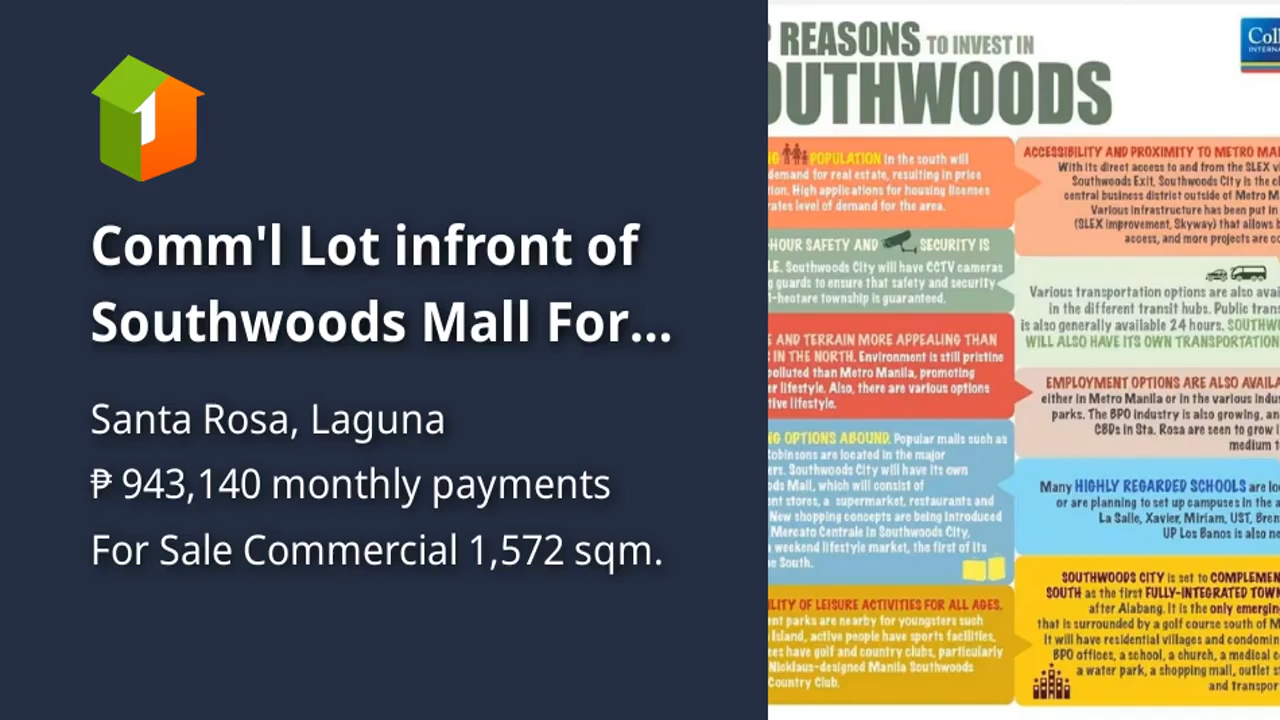 Comm'l Lot infront of
Southwoods Mall For...
Santa Rosa, Laguna
₱ 943,140 monthly payments
For Sale Commercial 1,572 sqm.
REASONS TO INVEST IN
OUTHWOODS
Coll
INTERNA
POPULATION in the south will
demand for real estate, resulting in price
tion. High applications for housing licenses
rates level of demand for the area.
HOUR SAFETY AND SECURITY IS
LE. Southwoods City will have CCTV cameras
g guards to ensure that safety and security
-hectare township is guaranteed.
E AND TERRAIN MORE APPEALING THAN
IN THE NORTH. Environment is still pristine
polluted than Metro Manila, promoting
er lifestyle. Also, there are various options
tive lifestyle.
NG OPTIONS ABOUND. Popular malls such as
obinsons are located in the major
ers. Southwoods City will have its own
ds Mall, which will consist of
nt stores, a supermarket, restaurants and
New shopping concepts are being introduced
Mercato Centrale in Southwoods City,
weekend lifestyle market, the first of its
e South.
ILITY OF LEISURE ACTIVITIES FOR ALL AGES.
nt parks are nearby for youngsters such
Island, active people have sports facilities,
ces have golf and country clubs, particularly
Nicklaus-designed Manila Southwoods
Country Club.
ACCESSIBILITY AND PROXIMITY TO METRO MA
With its direct access to and from the SLEX vi
Southwoods Exit, Southwoods City is the cl
central business district outside of Metro M
Various infrastructure has been put in
(SLEX improvement, Skyway) that allows
access, and more projects are co
Various transportation options are also avai
in the different transit hubs. Public tran
is also generally available 24 hours. SOUTHW
WILL ALSO HAVE ITS OWN TRANSPORTATION
EMPLOYMENT OPTIONS ARE ALSO AVAILA
either in Metro Manila or in the various indu
parks. The BPO industry is also growing, an
CBDs in Sta. Rosa are seen to grow i
medium t
Many HIGHLY REGARDED SCHOOLS are lo
or are planning to set up campuses in the a
La Salle, Xavier, Miriam, UST, Bren
UP Los Banos is also ne
SOUTHWOODS CITY is set to COMPLEMEN
SOUTH as the first FULLY-INTEGRATED TOWN
after Alabang. It is the only emergin
that is surrounded by a golf course south of M
It will have residential villages and condomin
BPO offices, a school, a church, a medical c
a water park, a shopping mall, outlet s
and transpor